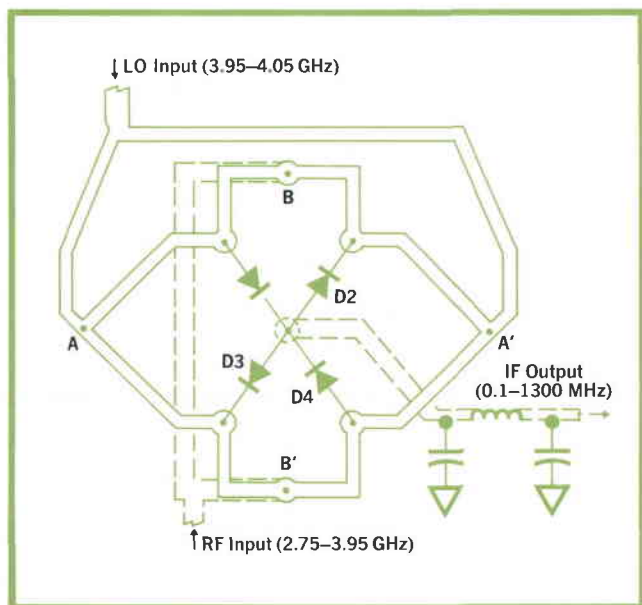 LO Input (3.95–4.05 GHz)
B
D2
A
A'
D3
D4
IF Output
(0.1–1300 MHz)
B'
RF Input (2.75–3.95 GHz)